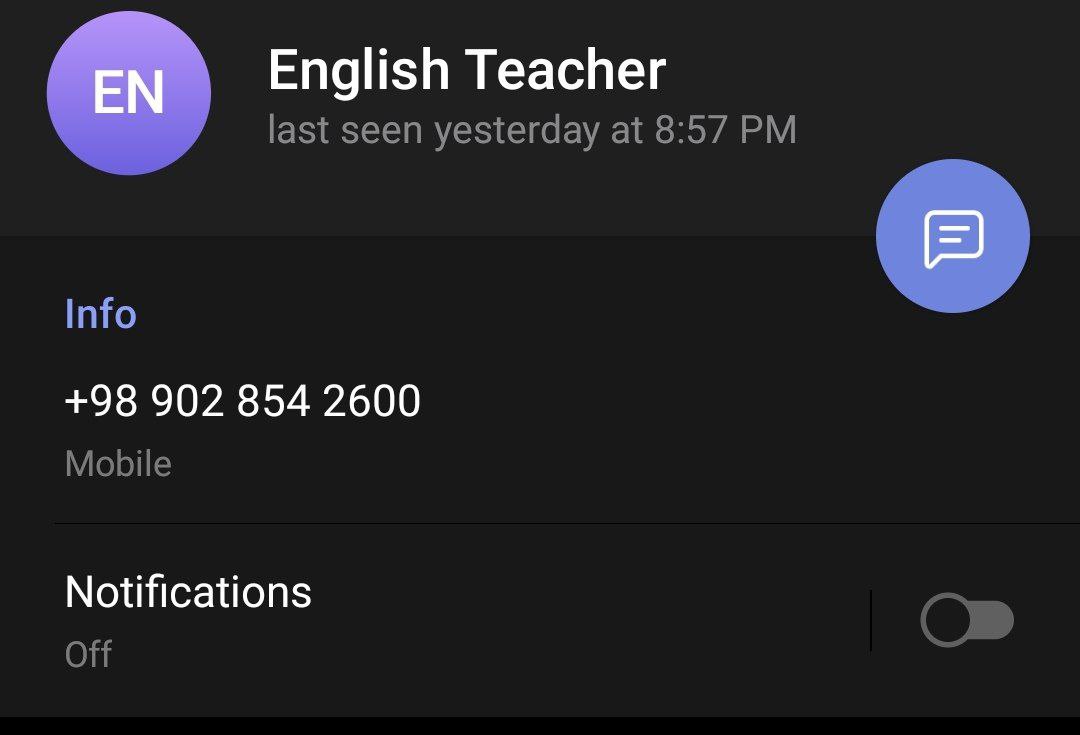 EN
English Teacher
last seen yesterday at 8:57 PM
Info
+98 902 854 2600
Mobile
Notifications
Off